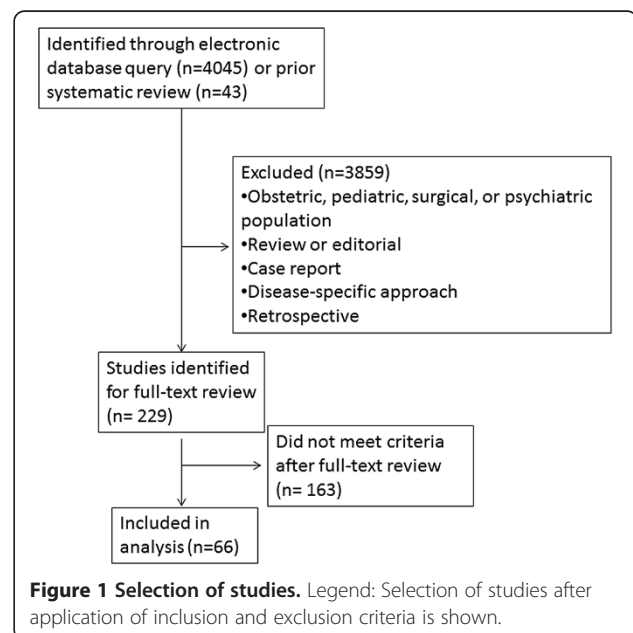 Identified through electronic
database query (n=4045) or prior
systematic review (n=43)
Excluded (n=3859)
•Obstetric, pediatric, surgical, or psychiatric
population
•Review or editorial
•Case report
•Disease-specific approach
•Retrospective
Studies identified
for full-text review
(n= 229)
Did not meet criteria
after full-text review
(n= 163)
Included in
analysis (n=66)
Figure 1 Selection of studies. Legend: Selection of studies after
application of inclusion and exclusion criteria is shown.